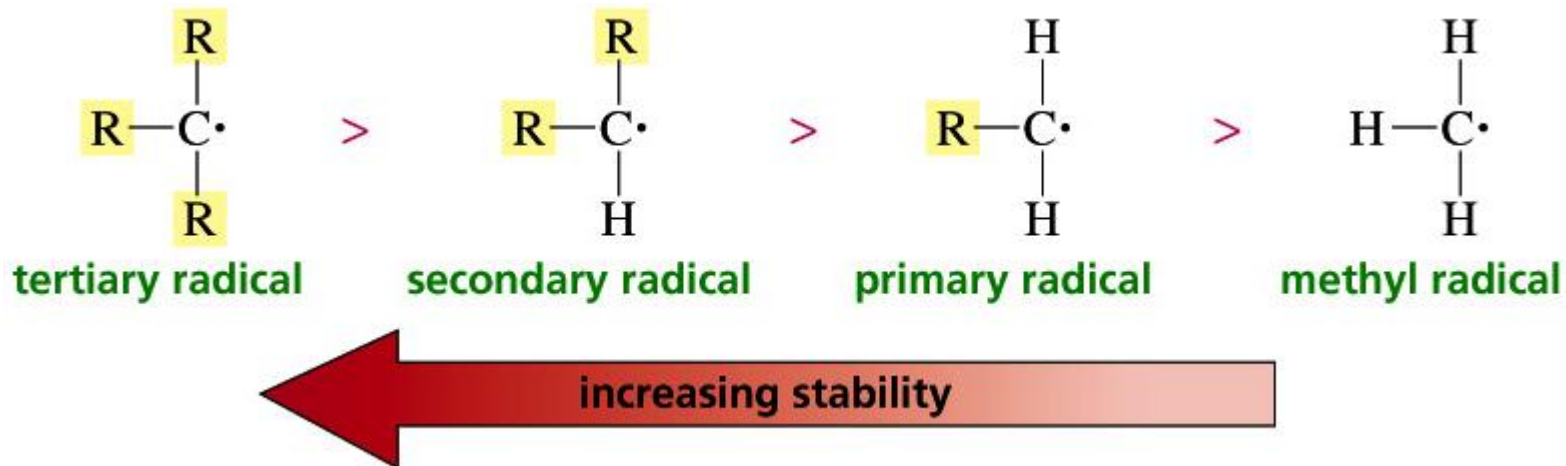 R R H H
R—C• > R—C• > R—C• > H—C•
R H H H
tertiary radical secondary radical primary radical methyl radical
increasing stability